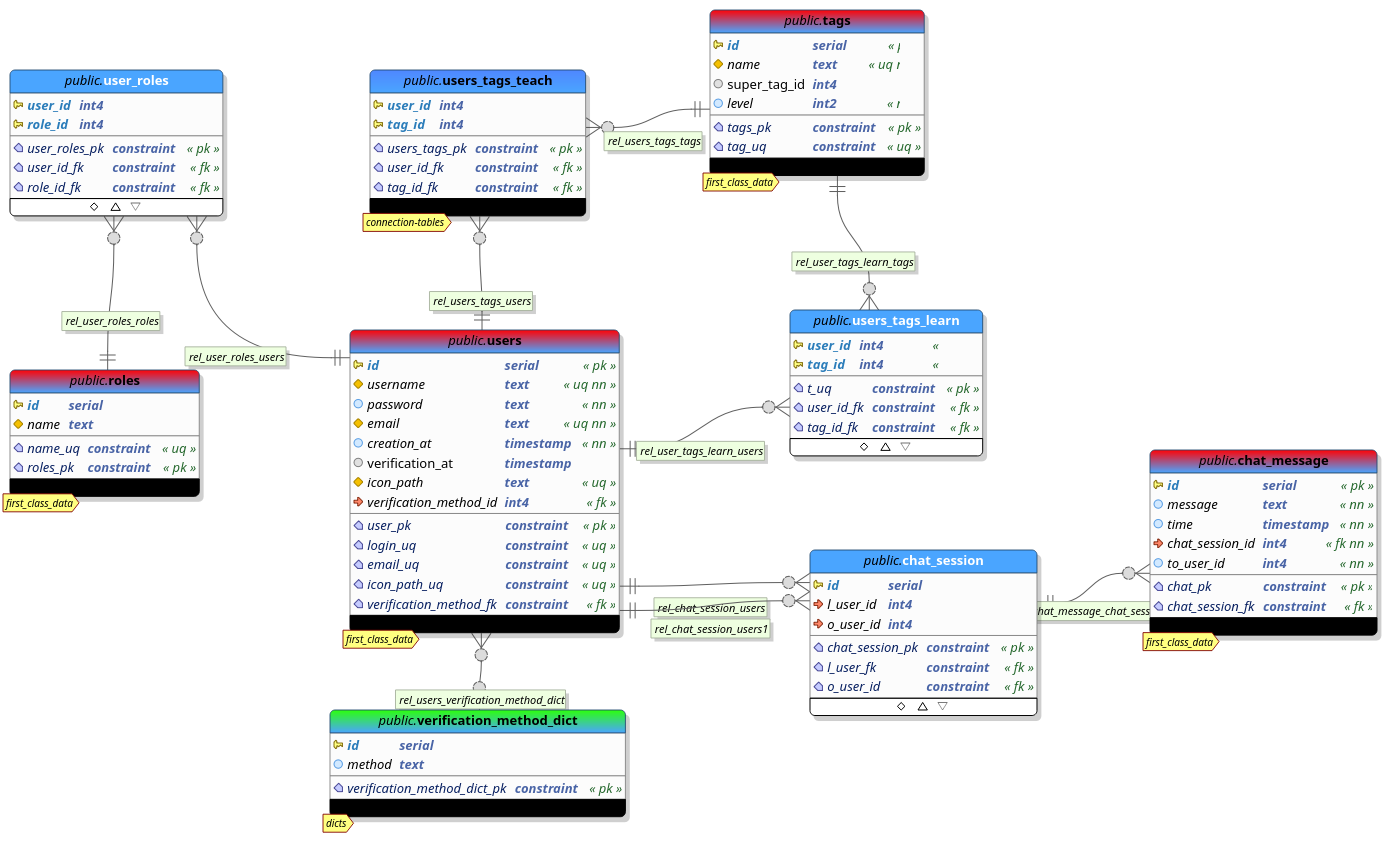 public.tags
id serial « p
name text « uq n
super_tag_id int4
level int2
tags_pk constraint « pk »
tag_uq constraint « uq »
first_class_data
public.user_roles
user_id int4
role_id int4
user_roles_pk constraint « pk »
user_id_fk constraint « fk »
role_id_fk constraint « fk »
public.users_tags_teach
user_id int4
tag_id int4
users_tags_pk constraint « pk »
user_id_fk constraint « fk »
tag_id_fk constraint « fk »
connection-tables
rel_users_tags_tags
rel_user_tags_learn_tags
rel_users_tags_users
rel_user_roles_roles
rel_user_roles_users
public.users_tags_learn
user_id int4 «
tag_id int4 «
t_uq constraint « pk »
user_id_fk constraint « fk »
tag_id_fk constraint « fk »
public.users
id serial « pk »
username text « uq nn »
password text « nn »
email text « uq nn »
creation_at timestamp « nn »
verification_at timestamp
icon_path text « uq »
verification_method_id int4 « fk »
user_pk constraint « pk »
login_uq constraint « uq »
email_uq constraint « uq »
icon_path_uq constraint « uq »
verification_method_fk constraint « fk »
first_class_data
public.roles
id serial
name text
name_uq constraint « uq »
roles_pk constraint « pk »
first_class_data
rel_user_tags_learn_users
public.chat_message
id serial « pk »
message text « nn »
time timestamp « nn »
chat_session_id int4 « fk nn »
to_user_id int4 « nn »
chat_pk constraint « pk »
chat_session_fk constraint « fk »
first_class_data
public.chat_session
id serial
l_user_id int4
o_user_id int4
chat_session_pk constraint « pk »
l_user_fk constraint « fk »
o_user_id constraint « fk »
rel_chat_session_users
rel_chat_session_users1
hat_message_chat_sess
rel_users_verification_method_dict
public.verification_method_dict
id serial
method text
verification_method_dict_pk constraint « pk »
dicts